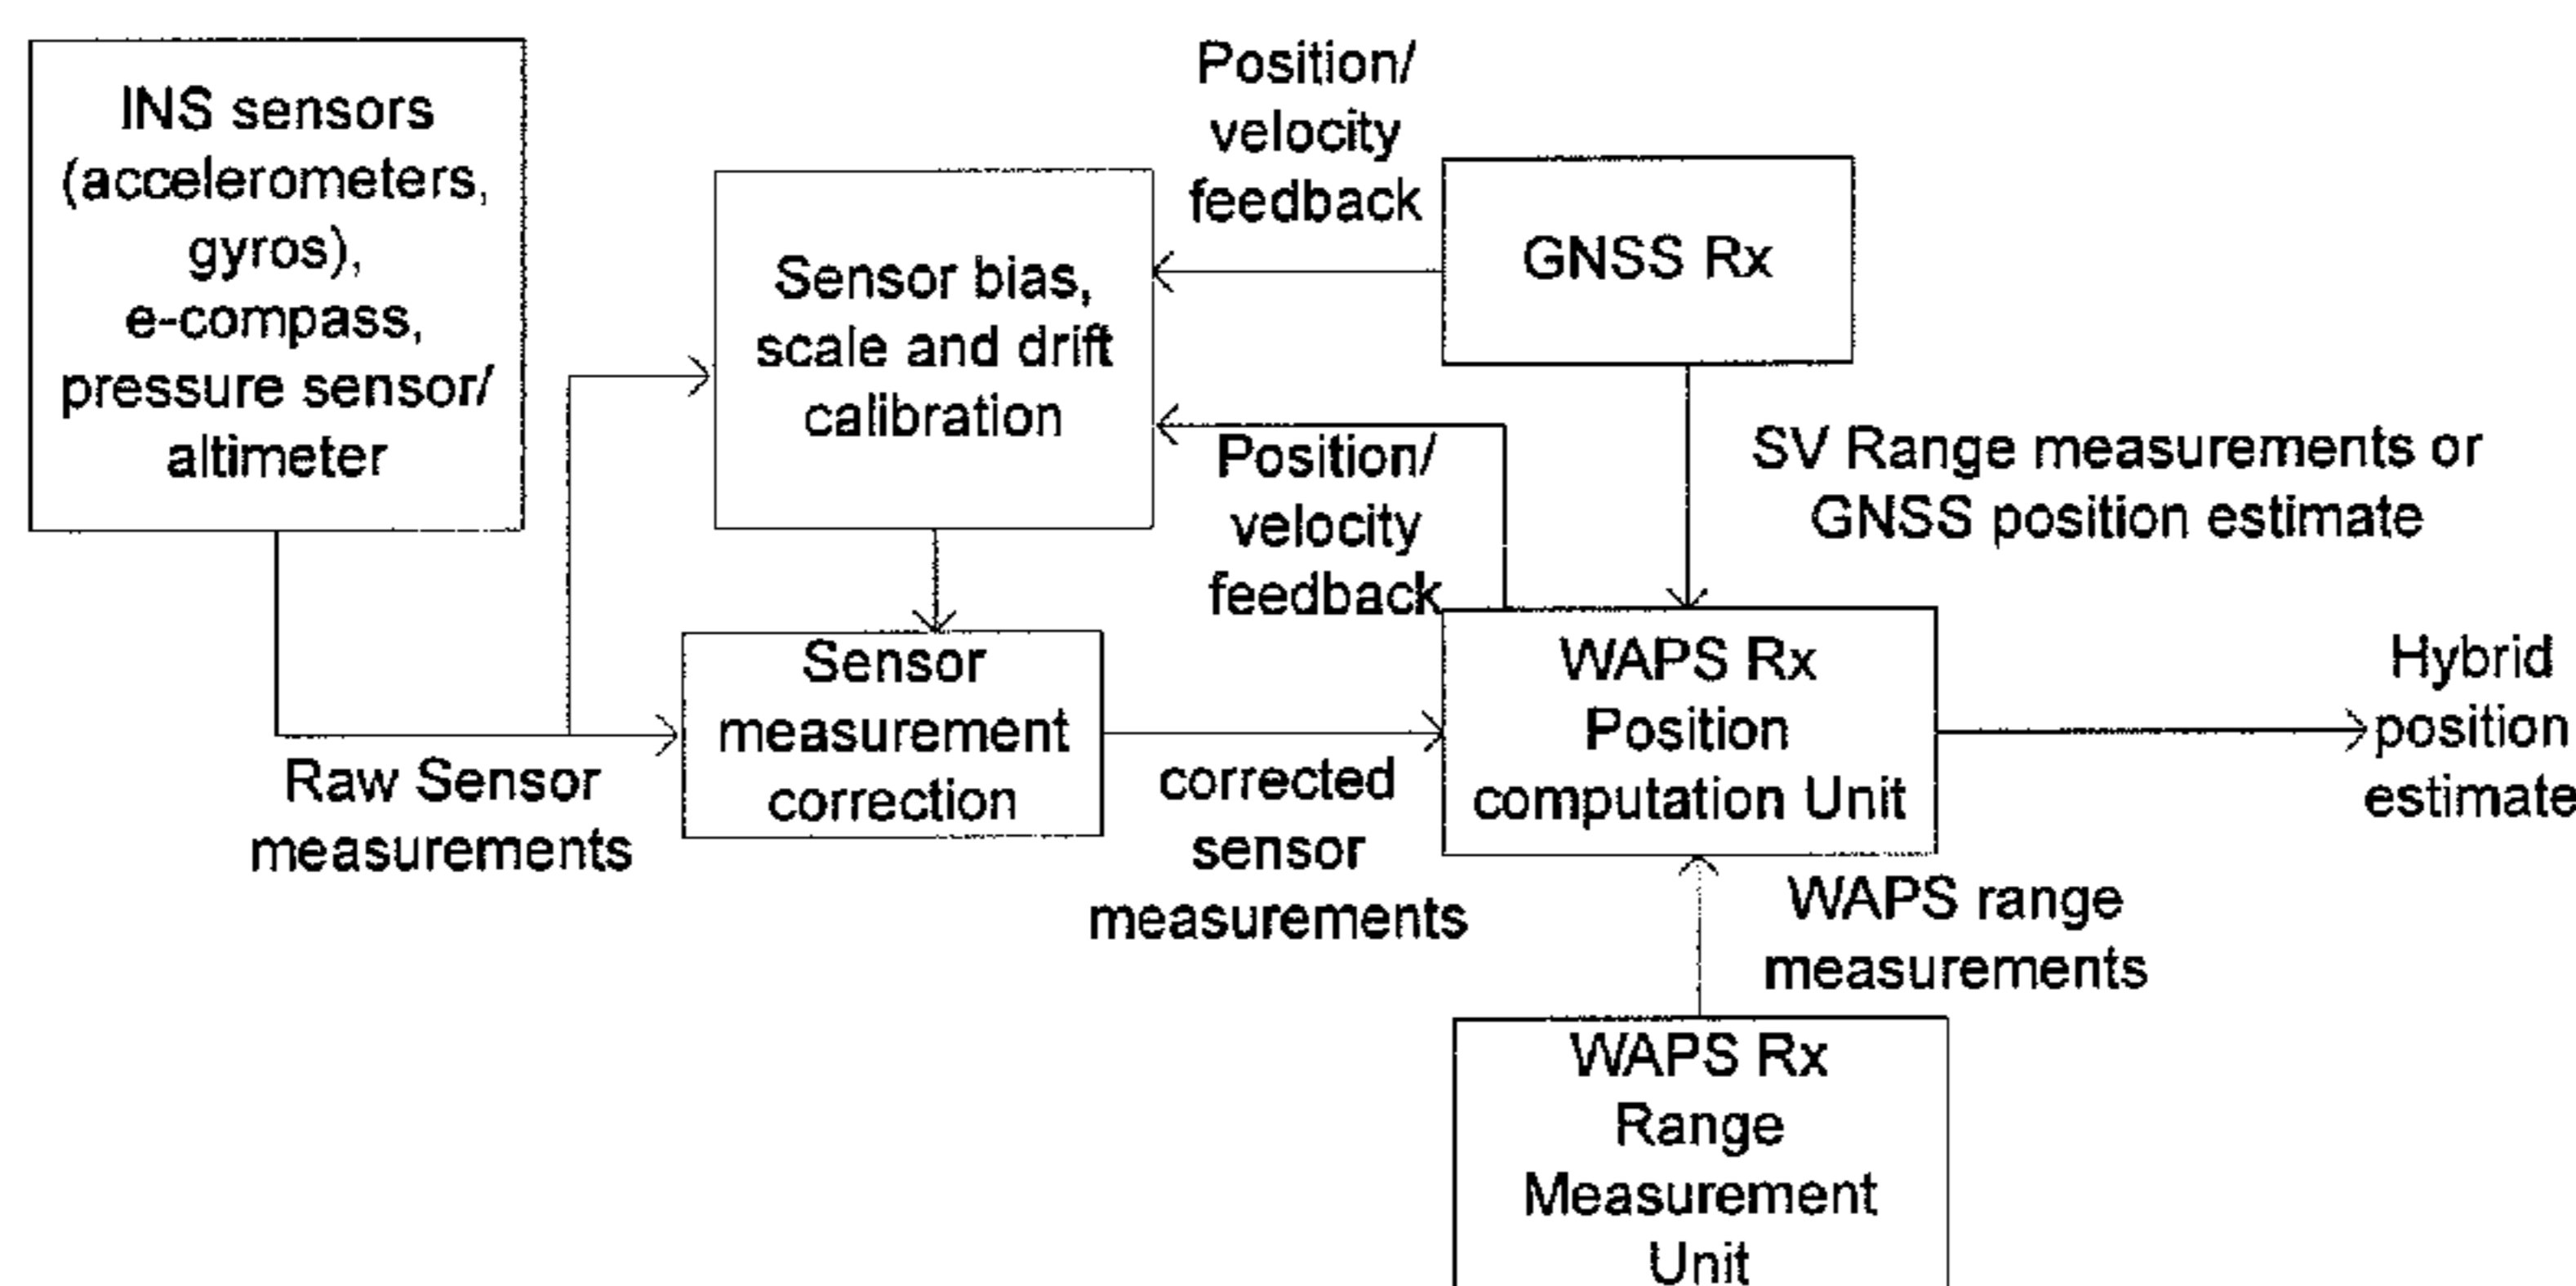 INS sensors
(accelerometers,
gyros),
e-compass,
pressure sensor/
altimeter
Position/
velocity
feedback
Sensor bias,
scale and drift
calibration
GNSS Rx
SV Range measurements or
GNSS position estimate
Position/
velocity
feedback
Raw Sensor
measurements
Sensor
measurement
correction
corrected
sensor
measurements
WAPS Rx
Position
computation Unit
Hybrid
position
estimate
WAPS range
measurements
WAPS Rx
Range
Measurement
Unit